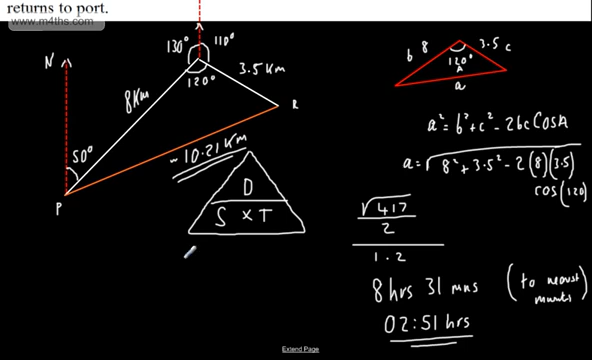 returns to port.
www.m4ths.com
N
130°
110°
120°
8Km
3.5 Km
R
50°
P
~ 10.21 Km
D
S × T
b 8
3.5 c
120°
A
a
a² = b² + c² - 2bc CosA
a = √8² + 3.5² - 2(8)(3.5)
cos(120)
√417
2
1.2
8 hrs 31 mns
(to nearest
minute)
02:51 hrs
Extend Page